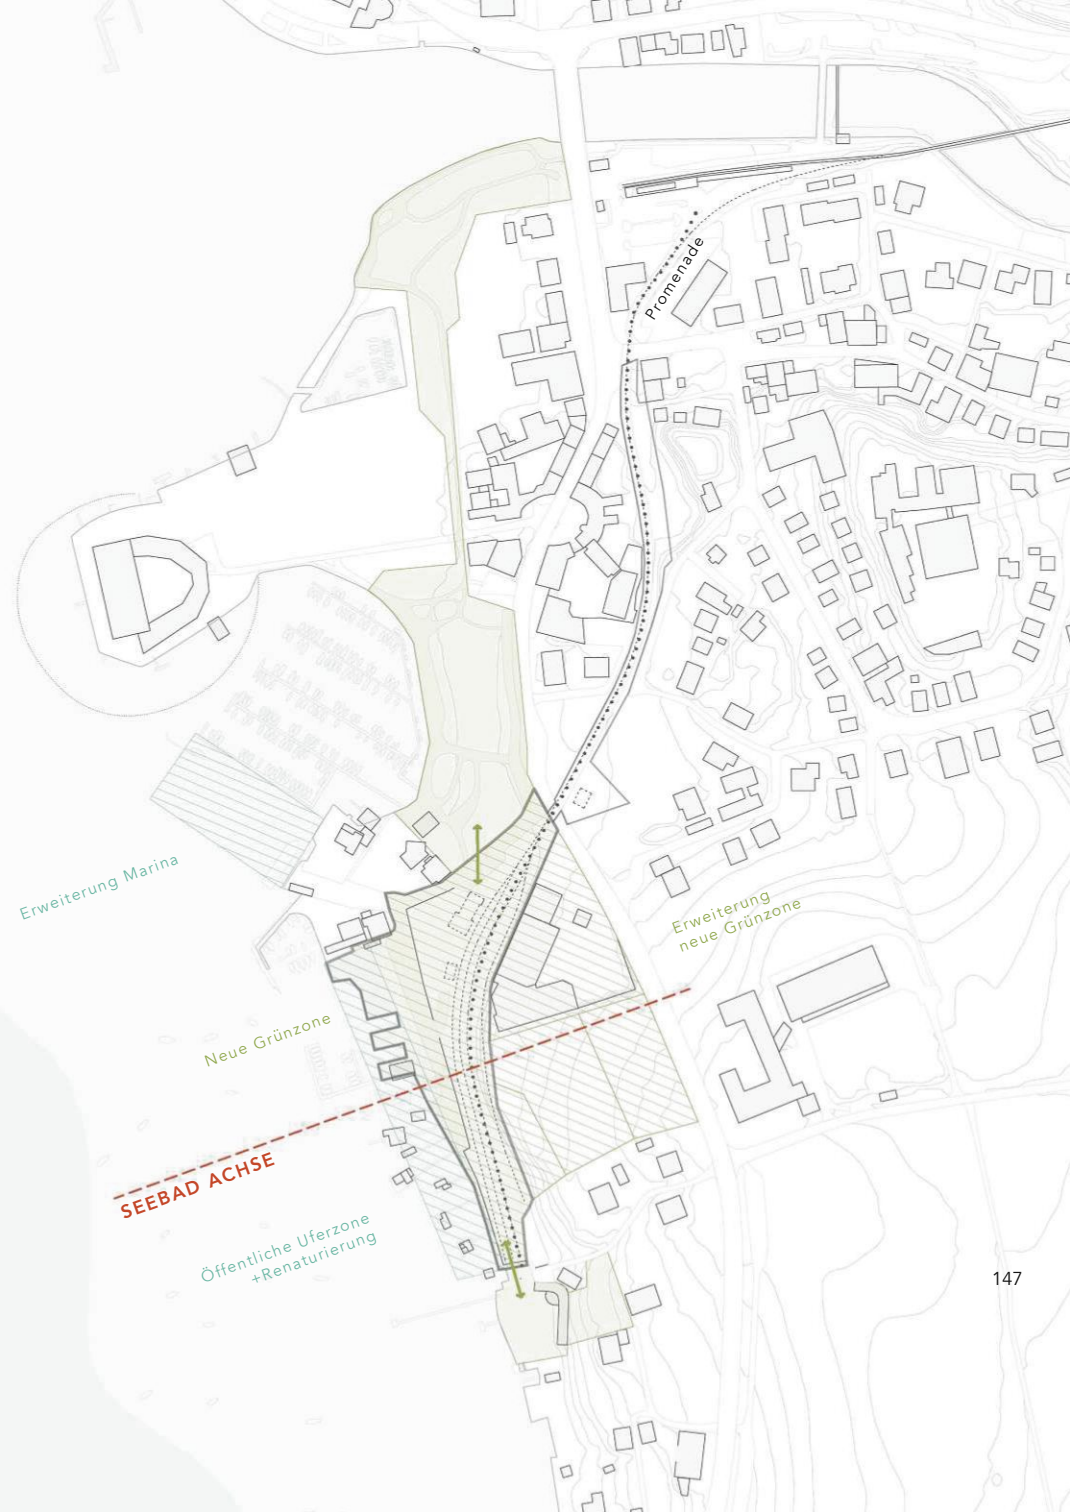 Promenade
Erweiterung Marina
Erweiterung
neue Grünzone
Neue Grünzone
SEEBAD ACHSE
Öffentliche Uferzone
+Renaturierung
147